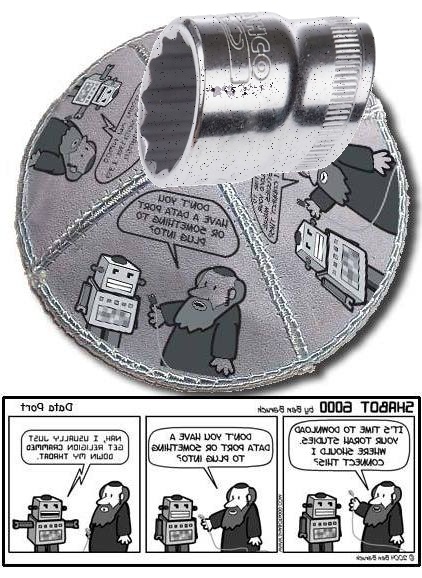 DON'T YOU
HAVE A DATA PORT
OR SOMETHING TO
PLUG INTO?
SHABOT 6000 by Ben Baruch
Data Port
IT'S TIME TO DOWNLOAD
YOUR TORAH STUDIES.
WHERE SHOULD I
CONNECT THIS?
DON'T YOU HAVE A
DATA PORT OR SOMETHING
TO PLUG INTO?
NAH, I USUALLY JUST
GET RELIGION CRAMMED
DOWN MY THROAT.
© 2004 Ben Baruch